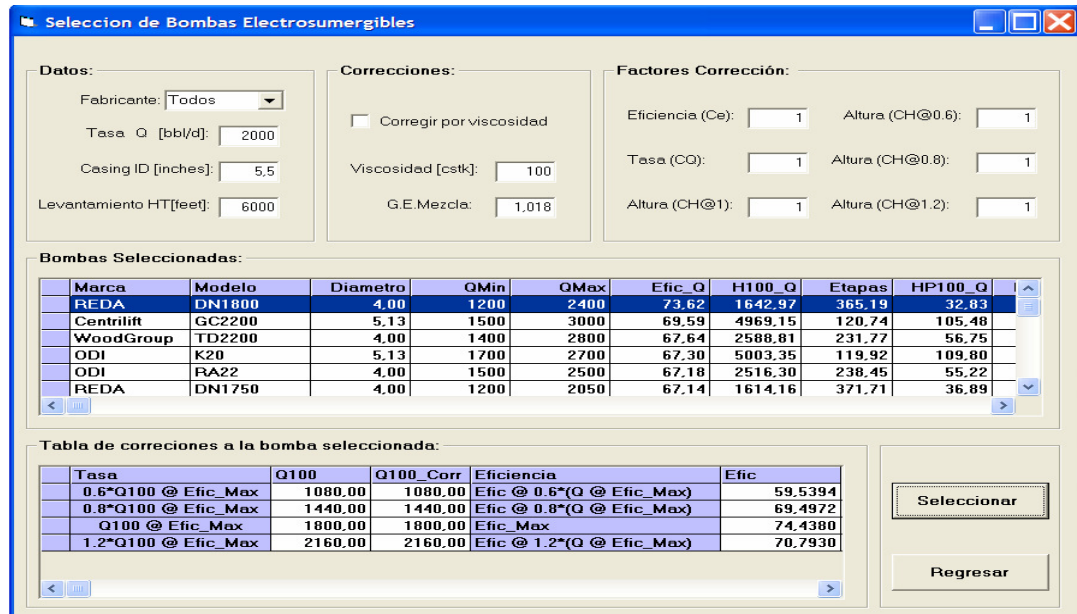 Seleccion de Bombas Electrosumergibles
Datos:
Fabricante: Todos
Tasa Q [bbl/d]: 2000
Casing ID [inches]: 5,5
Levantamiento HT[feet]: 6000
Correcciones:
Corregir por viscosidad
Viscosidad [cstk]: 100
G.E.Mezcla: 1,018
Factores Corrección:
Eficiencia (Ce): 1 Altura (CH@0.6): 1
Tasa (CQ): 1 Altura (CH@0.8): 1
Altura (CH@1): 1 Altura (CH@1.2): 1
Bombas Seleccionadas:
Marca Modelo Diametro QMin QMax Efic_Q H100_Q Etapas HP100_Q
REDA DN1800 4,00 1200 2400 73,62 1642,97 365,19 32,83
Centrilift GC2200 5,13 1500 3000 69,59 4969,15 120,74 105,48
WoodGroup TD2200 4,00 1400 2800 67,64 2588,81 231,77 56,75
ODI K20 5,13 1700 2700 67,30 5003,35 119,92 109,80
ODI RA22 4,00 1500 2500 67,18 2516,30 238,45 55,22
REDA DN1750 4,00 1200 2050 67,14 1614,16 371,71 36,89
Tabla de correciones a la bomba seleccionada:
Tasa Q100 Q100_Corr Eficiencia Efic
0.6*Q100 @ Efic_Max 1080,00 1080,00 Efic @ 0.6*(Q @ Efic_Max) 59,5394
0.8*Q100 @ Efic_Max 1440,00 1440,00 Efic @ 0.8*(Q @ Efic_Max) 69,4972
Q100 @ Efic_Max 1800,00 1800,00 Efic_Max 74,4380
1.2*Q100 @ Efic_Max 2160,00 2160,00 Efic @ 1.2*(Q @ Efic_Max) 70,7930
Seleccionar
Regresar